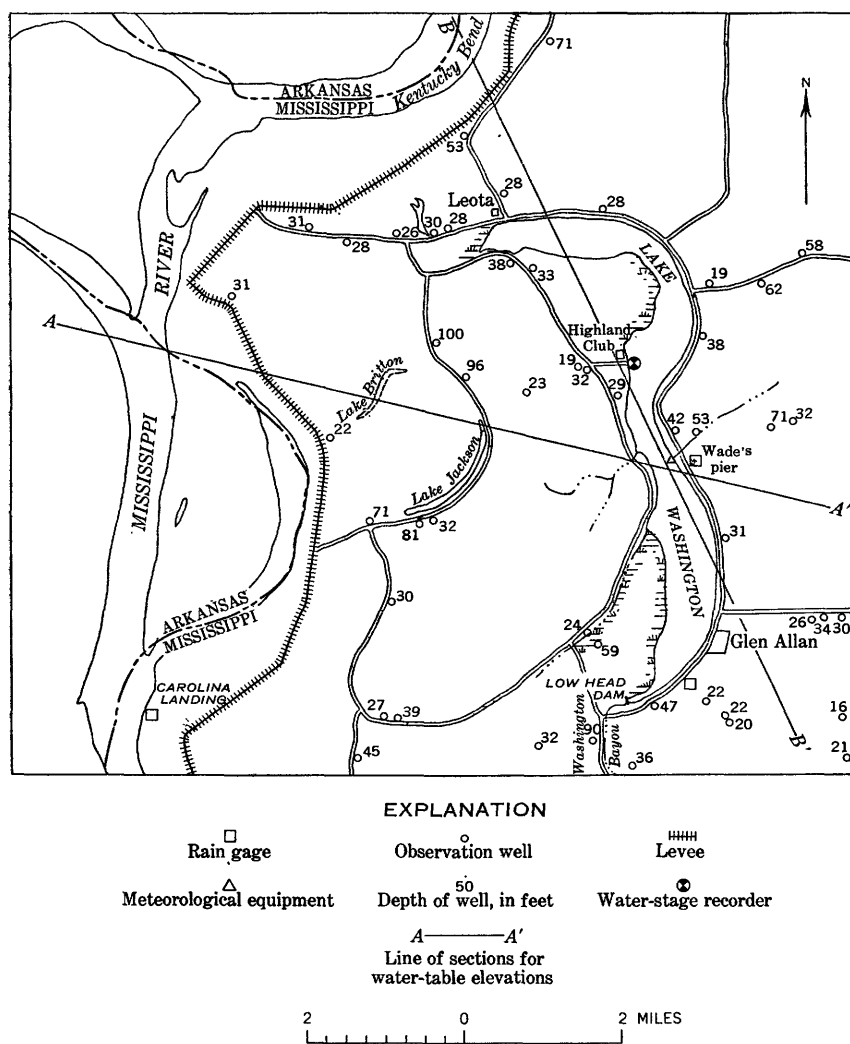 B
71
ARKANSAS
MISSISSIPPI
Kentucky Bend
N
53
28
Leota
28
31
28
26
30
28
LAKE
58
38
33
19
62
RIVER
31
A
Highland
Club
38
100
19
32
96
23
29
Lake Britton
22
42
53
71
32
Wade's
pier
Lake Jackson
A'
MISSISSIPPI
71
81
32
WASHINGTON
31
ARKANSAS
MISSISSIPPI
30
24
59
26
34
30
Glen Allan
CAROLINA
LANDING
LOW HEAD
DAM
27
39
47
22
22
20
16
Washington
Bayou
90
32
36
B'
45
21
EXPLANATION
Rain gage
Observation well
Levee
50
Meteorological equipment
Depth of well, in feet
Water-stage recorder
A
A'
Line of sections for
water-table elevations
2
0
2 MILES